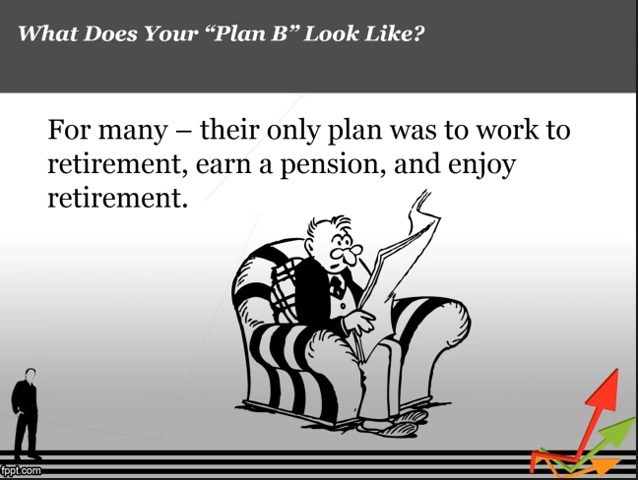 What Does Your “Plan B” Look Like?
For many – their only plan was to work to
retirement, earn a pension, and enjoy
retirement.
fppt.com